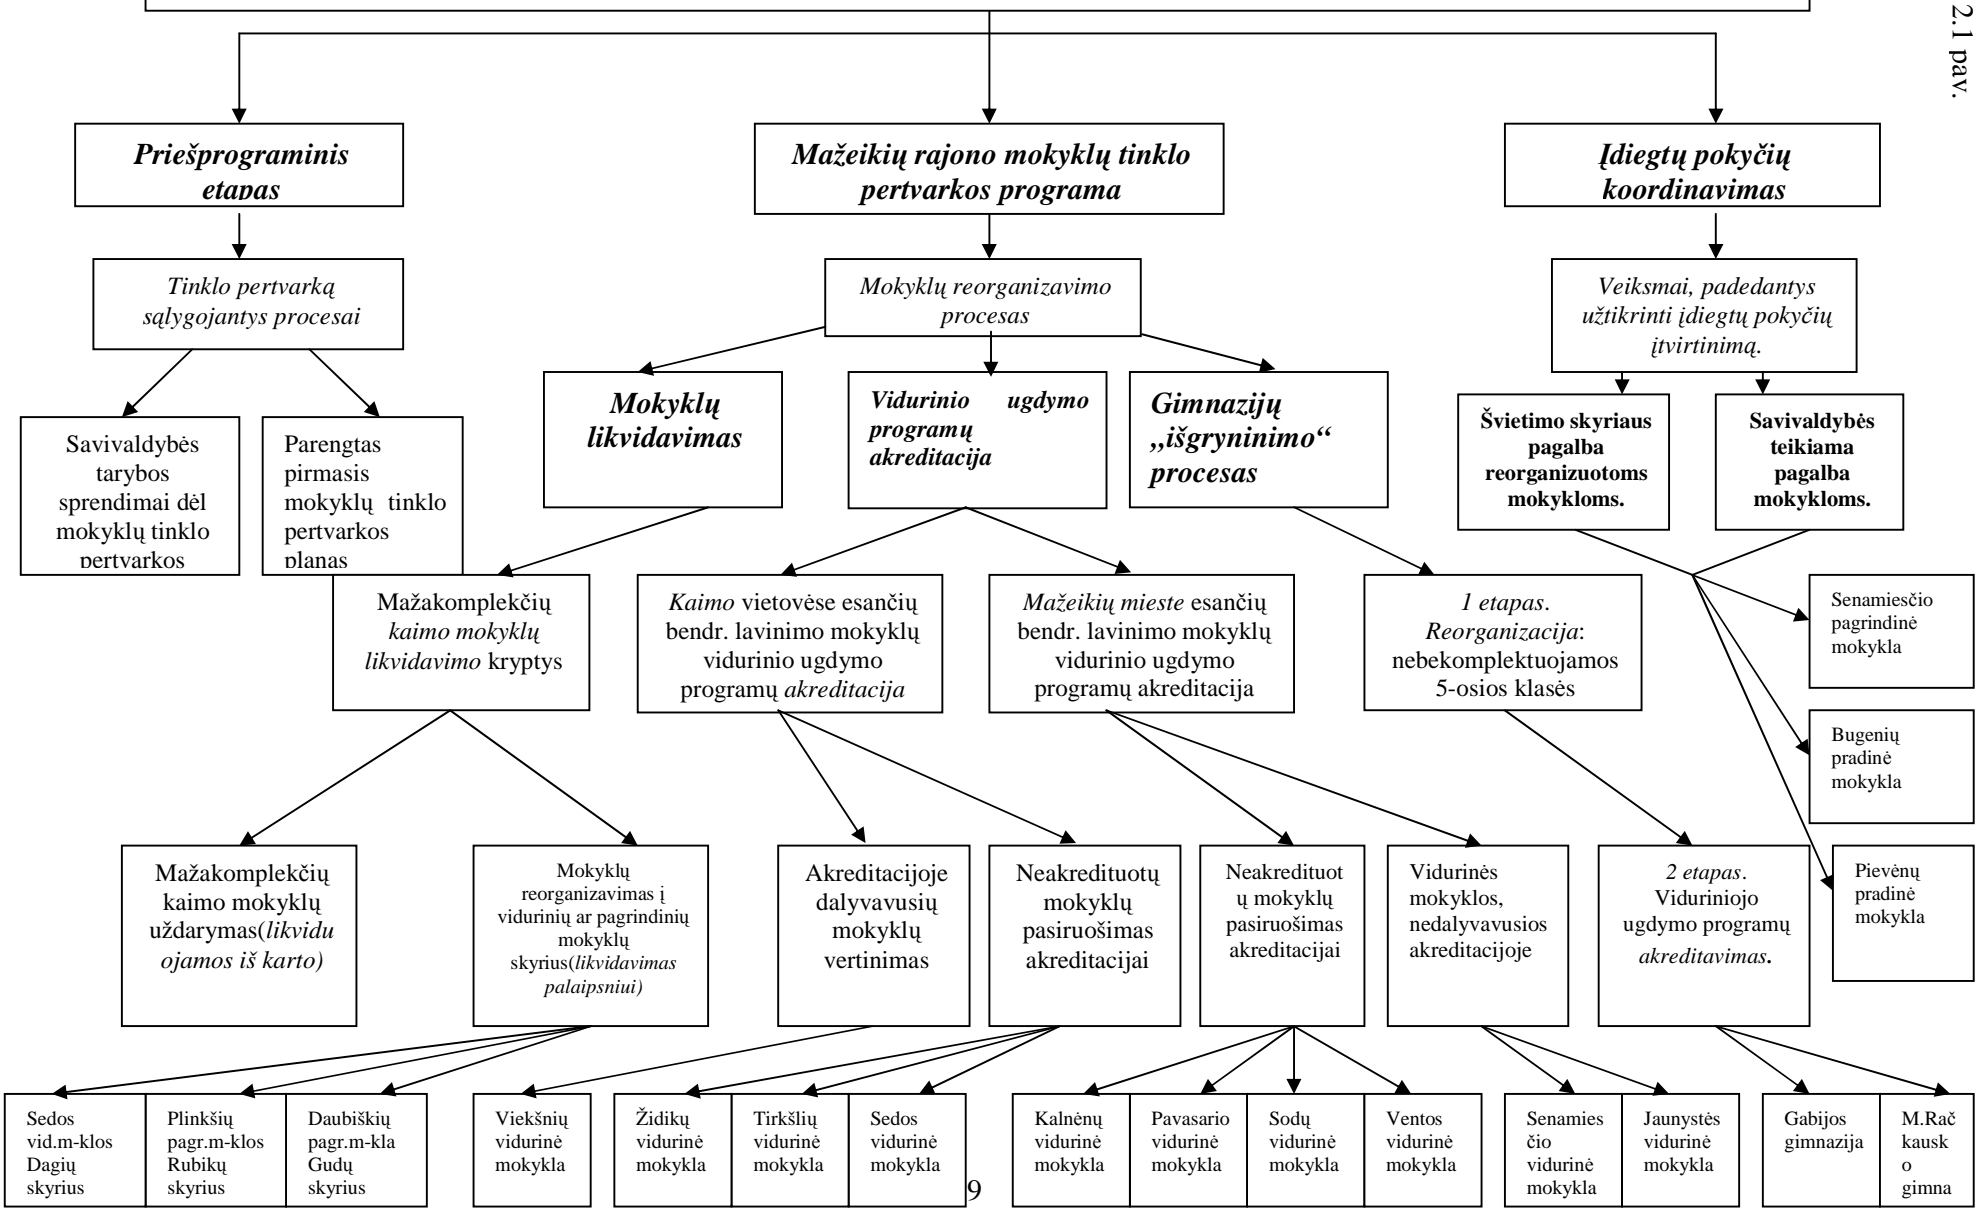 2.1 pav.
Priešprograminis
etapas
Mažeikių rajono mokyklų tinklo
pertvarkos programa
Įdiegtų pokyčių
koordinavimas
Tinklo pertvarką
sąlygojantys procesai
Mokyklų reorganizavimo
procesas
Veiksmai, padedantys
užtikrinti įdiegtų pokyčių
įtvirtinimą.
Savivaldybės
tarybos
sprendimai dėl
mokyklų tinklo
pertvarkos
Parengtas
pirmasis
mokyklų tinklo
pertvarkos
planas
Mokyklų
likvidavimas
Vidurinio ugdymo
programų
akreditacija
Gimnazijų
„išgryninimo“
procesas
Švietimo skyriaus
pagalba
reorganizuotoms
mokykloms.
Savivaldybės
teikiama
pagalba
mokykloms.
Mažakomplekčių
kaimo mokyklų
likvidavimo kryptys
Kaimo vietovėse esančių
bendr. lavinimo mokyklų
vidurinio ugdymo
programų akreditacija
Mažeikių mieste esančių
bendr. lavinimo mokyklų
vidurinio ugdymo
programų akreditacija
1 etapas.
Reorganizacija:
nebekomplektuojamos
5-osios klasės
Senamiesčio
pagrindinė
mokykla
Bugenių
pradinė
mokykla
Pievėnų
pradinė
mokykla
Mažakomplekčių
kaimo mokyklų
uždarymas(likvidu
ojamos iš karto)
Mokyklų
reorganizavimas į
vidurinių ar pagrindinių
mokyklų
skyrius(likvidavimas
palaipsniui)
Akreditacijoje
dalyvavusių
mokyklų
vertinimas
Neakredituotų
mokyklų
pasiruošimas
akreditacijai
Neakredituot
ų mokyklų
pasiruošimas
akreditacijai
Vidurinės
mokyklos,
nedalyvavusios
akreditacijoje
2 etapas.
Viduriniojo
ugdymo programų
akreditavimas.
Sedos
vid.m-klos
Dagių
skyrius
Plinkšių
pagr.m-klos
Rubikų
skyrius
Daubiškių
pagr.m-kla
Gudų
skyrius
Viekšnių
vidurinė
mokykla
Židikų
vidurinė
mokykla
Tirkšlių
vidurinė
mokykla
Sedos
vidurinė
mokykla
Kalnėnų
vidurinė
mokykla
Pavasario
vidurinė
mokykla
Sodų
vidurinė
mokykla
Ventos
vidurinė
mokykla
Senamies
čio
vidurinė
mokykla
Jaunystės
vidurinė
mokykla
Gabijos
gimnazija
M.Rač
kausk
o
gimna
9